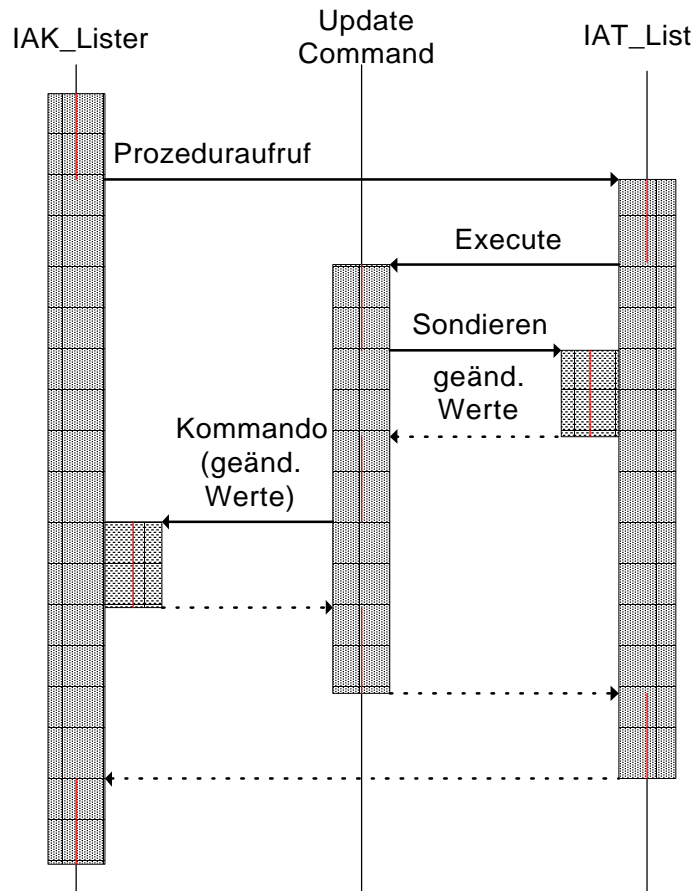 IAK_Lister
Update
Command
IAT_List
Prozeduraufruf
Execute
Sondieren
geänd.
Werte
Kommando
(geänd.
Werte)